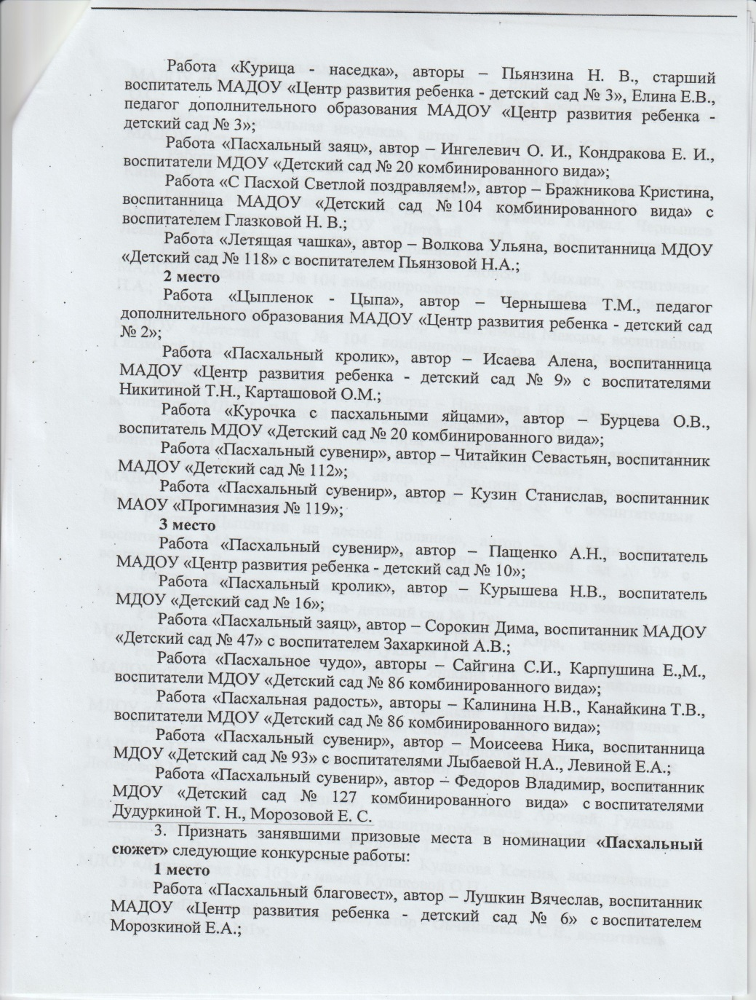 Работа «Курица - наседка», авторы – Пьянзина Н. В., старший
воспитатель МАДОУ «Центр развития ребенка - детский сад № 3», Елина Е.В.,
педагог дополнительного образования МАДОУ «Центр развития ребенка -
детский сад № 3»;
Работа «Пасхальный заяц», автор – Ингелевич О. И., Кондракова Е. И.,
воспитатели МДОУ «Детский сад № 20 комбинированного вида»;
Работа «С Пасхой Светлой поздравляем!», автор – Бражникова Кристина,
воспитанница МАДОУ «Детский сад № 104 комбинированного вида» с
воспитателем Глазковой Н. В.;
Работа «Летящая чашка», автор – Волкова Ульяна, воспитанница МДОУ
«Детский сад № 118» с воспитателем Пьянзовой Н.А.;
2 место
Работа «Цыпленок - Цыпа», автор – Чернышева Т.М., педагог
дополнительного образования МАДОУ «Центр развития ребенка - детский сад
№ 2»;
Работа «Пасхальный кролик», автор – Исаева Алена, воспитанница
МАДОУ «Центр развития ребенка - детский сад № 9» с воспитателями
Никитиной Т.Н., Карташовой О.М.;
Работа «Курочка с пасхальными яйцами», автор – Бурцева О.В.,
воспитатель МДОУ «Детский сад № 20 комбинированного вида»;
Работа «Пасхальный сувенир», автор – Читайкин Севастьян, воспитанник
МАДОУ «Детский сад № 112»;
Работа «Пасхальный сувенир», автор – Кузин Станислав, воспитанник
МАОУ «Прогимназия № 119»;
3 место
Работа «Пасхальный сувенир», автор – Пащенко А.Н., воспитатель
МАДОУ «Центр развития ребенка - детский сад № 10»;
Работа «Пасхальный кролик», автор – Курышева Н.В., воспитатель
МДОУ «Детский сад № 16»;
Работа «Пасхальный заяц», автор – Сорокин Дима, воспитанник МАДОУ
«Детский сад № 47» с воспитателем Захаркиной А.В.;
Работа «Пасхальное чудо», авторы – Сайгина С.И., Карпушина Е.,М.,
воспитатели МДОУ «Детский сад № 86 комбинированного вида»;
Работа «Пасхальная радость», авторы – Калинина Н.В., Канайкина Т.В.,
воспитатели МДОУ «Детский сад № 86 комбинированного вида»;
Работа «Пасхальный сувенир», автор – Моисеева Ника, воспитанница
МДОУ «Детский сад № 93» с воспитателями Лыбаевой Н.А., Левиной Е.А.;
Работа «Пасхальный сувенир», автор – Федоров Владимир, воспитанник
МДОУ «Детский сад № 127 комбинированного вида» с воспитателями
Дудуркиной Т. Н., Морозовой Е. С.
3. Признать занявшими призовые места в номинации «Пасхальный
сюжет» следующие конкурсные работы:
1 место
Работа «Пасхальный благовест», автор – Лушкин Вячеслав, воспитанник
МАДОУ «Центр развития ребенка - детский сад № 6» с воспитателем
Морозкиной Е.А.;